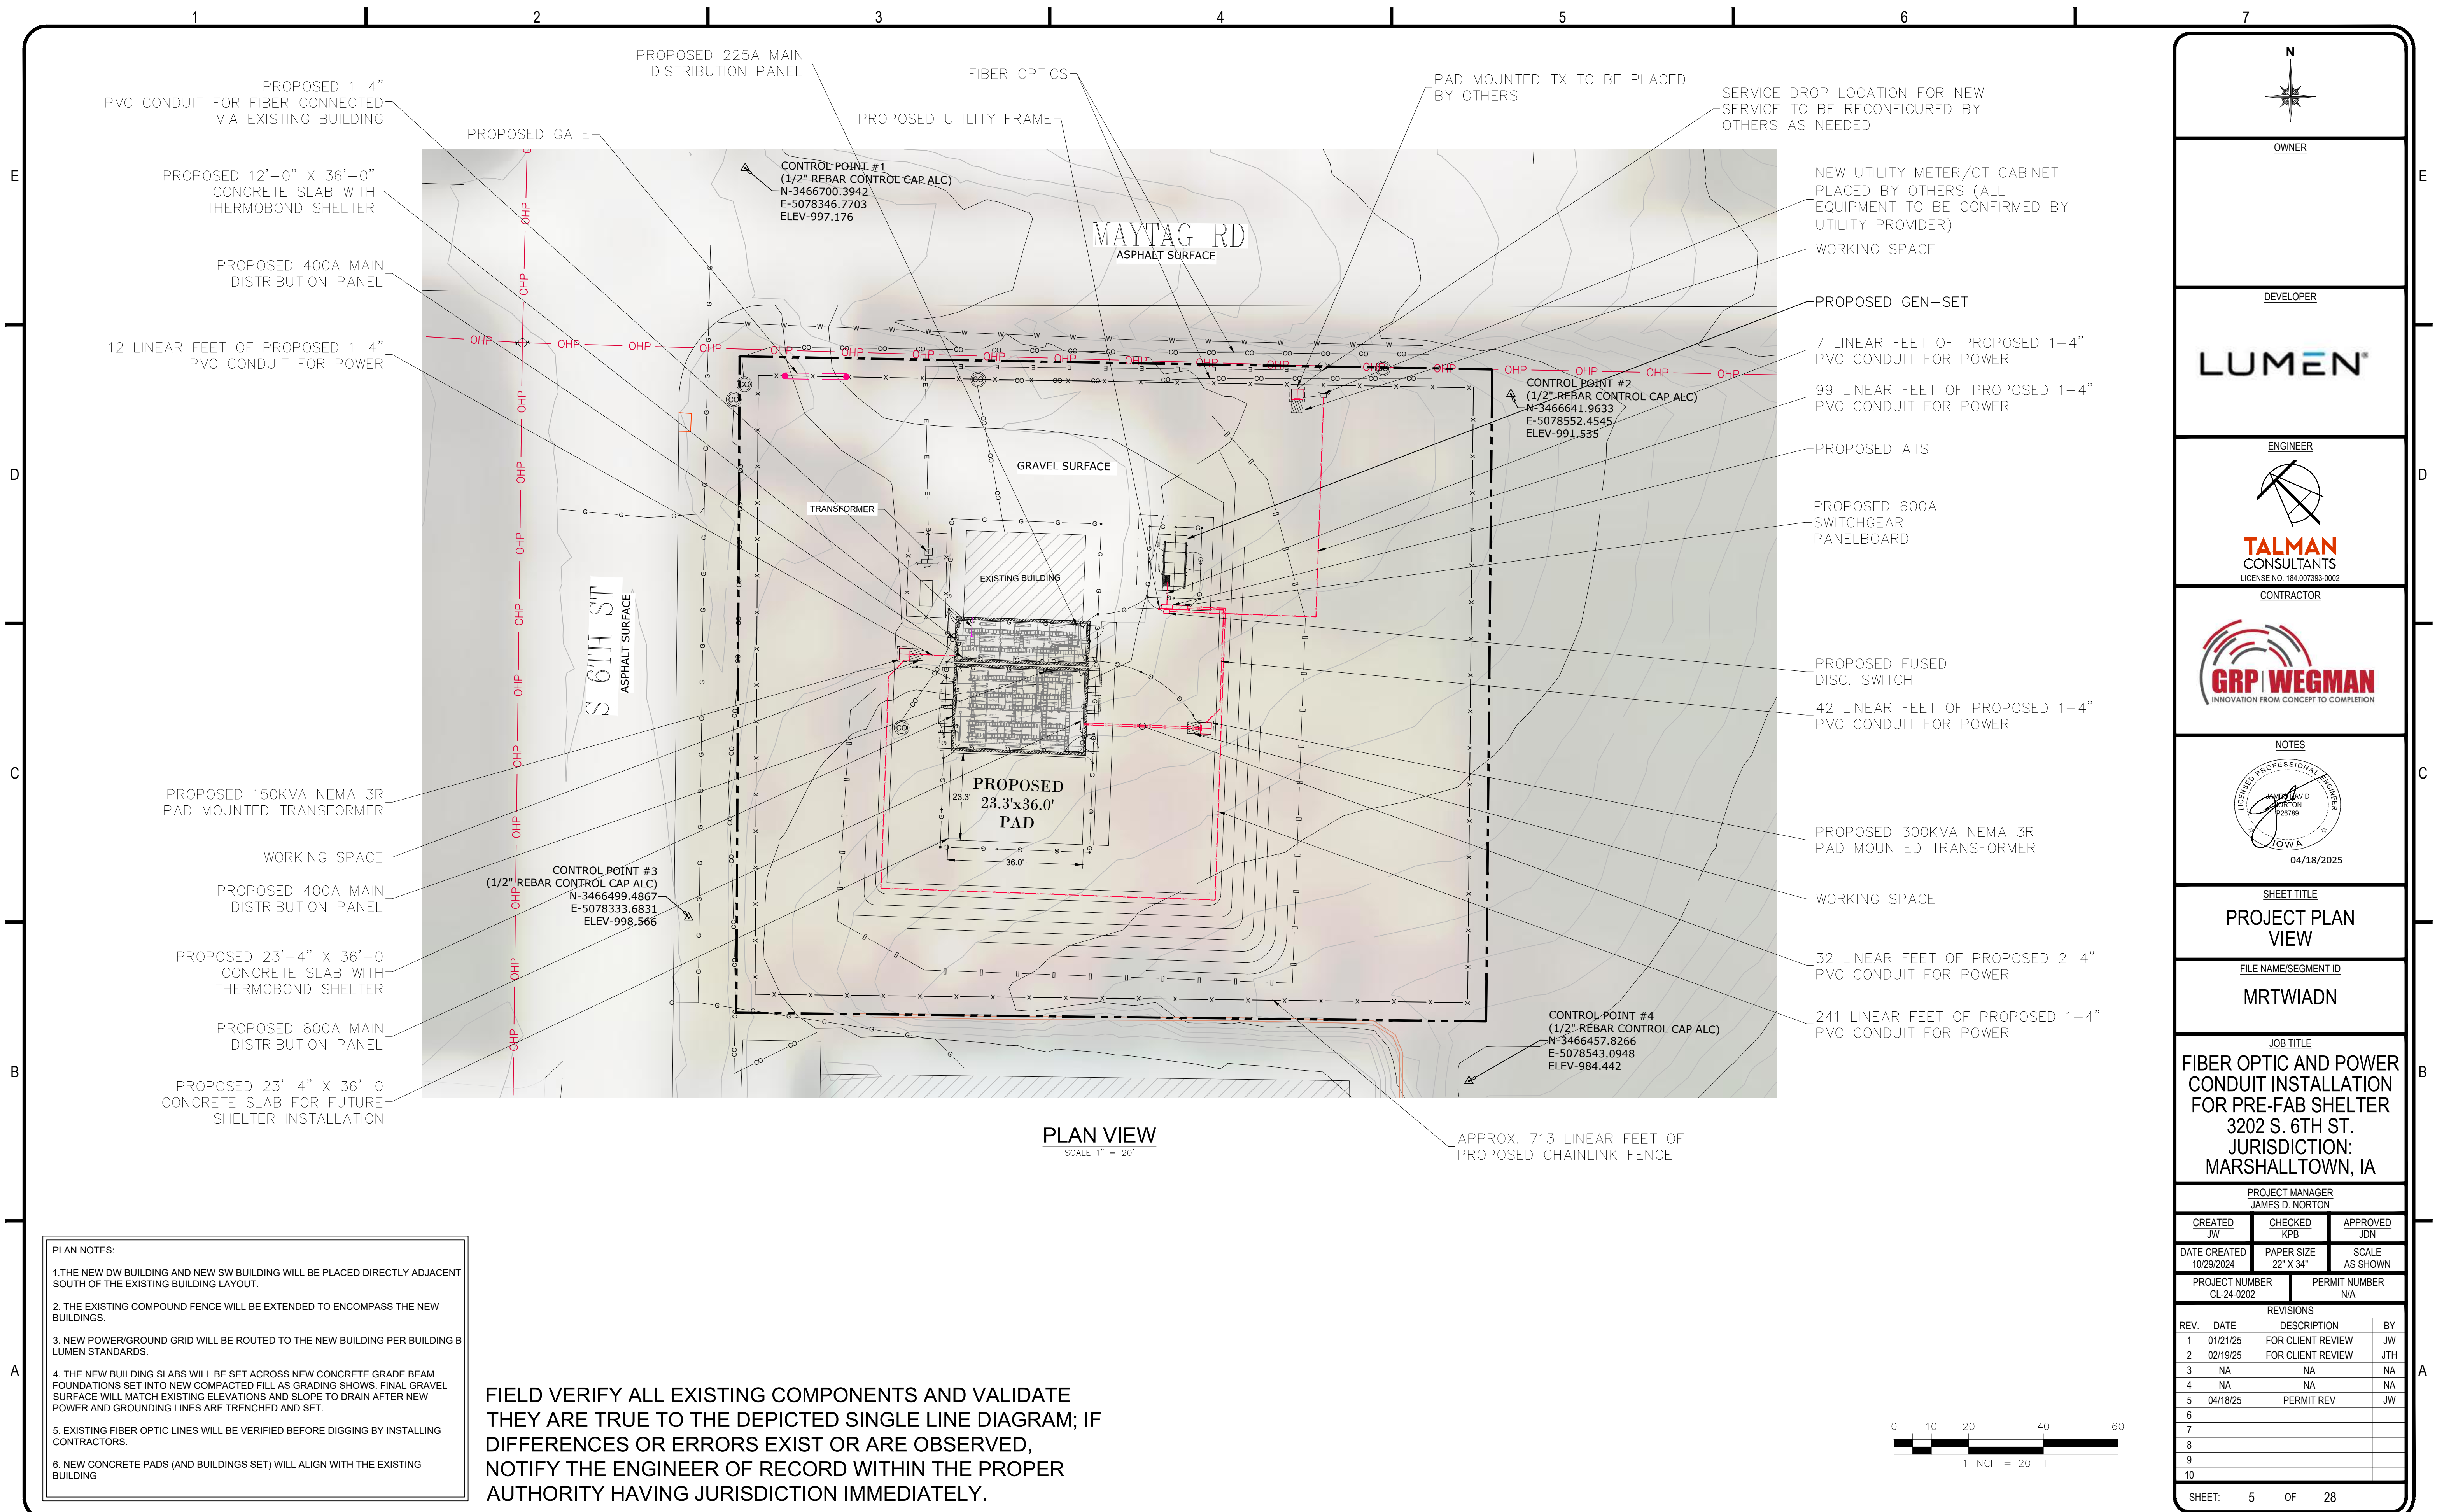 1 2 3 4 5 6 7
E
D
C
B
A
E
D
C
B
A
PROPOSED 1-4"
PVC CONDUIT FOR FIBER CONNECTED
VIA EXISTING BUILDING
PROPOSED 12'-0" X 36'-0"
CONCRETE SLAB WITH
THERMOBOND SHELTER
PROPOSED 400A MAIN
DISTRIBUTION PANEL
12 LINEAR FEET OF PROPOSED 1-4"
PVC CONDUIT FOR POWER
PROPOSED 150KVA NEMA 3R
PAD MOUNTED TRANSFORMER
WORKING SPACE
PROPOSED 400A MAIN
DISTRIBUTION PANEL
PROPOSED 23'-4" X 36'-0
CONCRETE SLAB WITH
THERMOBOND SHELTER
PROPOSED 800A MAIN
DISTRIBUTION PANEL
PROPOSED 23'-4" X 36'-0
CONCRETE SLAB FOR FUTURE
SHELTER INSTALLATION
PROPOSED GATE
PROPOSED 225A MAIN
DISTRIBUTION PANEL
FIBER OPTICS
PROPOSED UTILITY FRAME
PAD MOUNTED TX TO BE PLACED
BY OTHERS
SERVICE DROP LOCATION FOR NEW
SERVICE TO BE RECONFIGURED BY
OTHERS AS NEEDED
NEW UTILITY METER/CT CABINET
PLACED BY OTHERS (ALL
EQUIPMENT TO BE CONFIRMED BY
UTILITY PROVIDER)
WORKING SPACE
PROPOSED GEN-SET
7 LINEAR FEET OF PROPOSED 1-4"
PVC CONDUIT FOR POWER
99 LINEAR FEET OF PROPOSED 1-4"
PVC CONDUIT FOR POWER
PROPOSED ATS
PROPOSED 600A
SWITCHGEAR
PANELBOARD
PROPOSED FUSED
DISC. SWITCH
42 LINEAR FEET OF PROPOSED 1-4"
PVC CONDUIT FOR POWER
PROPOSED 300KVA NEMA 3R
PAD MOUNTED TRANSFORMER
WORKING SPACE
32 LINEAR FEET OF PROPOSED 2-4"
PVC CONDUIT FOR POWER
241 LINEAR FEET OF PROPOSED 1-4"
PVC CONDUIT FOR POWER
APPROX. 713 LINEAR FEET OF
PROPOSED CHAINLINK FENCE
CONTROL POINT #1
(1/2" REBAR CONTROL CAP ALC)
N-3466700.3942
E-5078346.7703
ELEV-997.176
MAYTAG RD
ASPHALT SURFACE
CONTROL POINT #2
(1/2" REBAR CONTROL CAP ALC)
N-3466641.9633
E-5078552.4545
ELEV-991.535
GRAVEL SURFACE
TRANSFORMER
EXISTING BUILDING
S 6TH ST
ASPHALT SURFACE
PROPOSED
23.3'x36.0'
PAD
23.3'
36.0'
CONTROL POINT #3
(1/2" REBAR CONTROL CAP ALC)
N-3466499.4867
E-5078333.6831
ELEV-998.566
CONTROL POINT #4
(1/2" REBAR CONTROL CAP ALC)
N-3466457.8266
E-5078543.0948
ELEV-984.442
PLAN VIEW
SCALE 1" = 20'
PLAN NOTES:
1.THE NEW DW BUILDING AND NEW SW BUILDING WILL BE PLACED DIRECTLY ADJACENT
SOUTH OF THE EXISTING BUILDING LAYOUT.
2. THE EXISTING COMPOUND FENCE WILL BE EXTENDED TO ENCOMPASS THE NEW
BUILDINGS.
3. NEW POWER/GROUND GRID WILL BE ROUTED TO THE NEW BUILDING PER BUILDING B
LUMEN STANDARDS.
4. THE NEW BUILDING SLABS WILL BE SET ACROSS NEW CONCRETE GRADE BEAM
FOUNDATIONS SET INTO NEW COMPACTED FILL AS GRADING SHOWS. FINAL GRAVEL
SURFACE WILL MATCH EXISTING ELEVATIONS AND SLOPE TO DRAIN AFTER NEW
POWER AND GROUNDING LINES ARE TRENCHED AND SET.
5. EXISTING FIBER OPTIC LINES WILL BE VERIFIED BEFORE DIGGING BY INSTALLING
CONTRACTORS.
6. NEW CONCRETE PADS (AND BUILDINGS SET) WILL ALIGN WITH THE EXISTING
BUILDING
FIELD VERIFY ALL EXISTING COMPONENTS AND VALIDATE
THEY ARE TRUE TO THE DEPICTED SINGLE LINE DIAGRAM; IF
DIFFERENCES OR ERRORS EXIST OR ARE OBSERVED,
NOTIFY THE ENGINEER OF RECORD WITHIN THE PROPER
AUTHORITY HAVING JURISDICTION IMMEDIATELY.
0 10 20 40 60
1 INCH = 20 FT
N
OWNER
DEVELOPER
LUMEN®
ENGINEER
TALMAN
CONSULTANTS
LICENSE NO. 184.007393-0002
CONTRACTOR
GRP|WEGMAN
INNOVATION FROM CONCEPT TO COMPLETION
NOTES
LICENSED PROFESSIONAL ENGINEER
JAMES DAVID
NORTON
P26789
IOWA
04/18/2025
SHEET TITLE
PROJECT PLAN
VIEW
FILE NAME/SEGMENT ID
MRTWIADN
JOB TITLE
FIBER OPTIC AND POWER
CONDUIT INSTALLATION
FOR PRE-FAB SHELTER
3202 S. 6TH ST.
JURISDICTION:
MARSHALLTOWN, IA
PROJECT MANAGER
JAMES D. NORTON
CREATED CHECKED APPROVED
JW KPB JDN
DATE CREATED PAPER SIZE SCALE
10/29/2024 22" X 34" AS SHOWN
PROJECT NUMBER PERMIT NUMBER
CL-24-0202 N/A
REVISIONS
REV. DATE DESCRIPTION BY
1 01/21/25 FOR CLIENT REVIEW JW
2 02/19/25 FOR CLIENT REVIEW JTH
3 NA NA NA
4 NA NA NA
5 04/18/25 PERMIT REV JW
6
7
8
9
10
SHEET: 5 OF 28